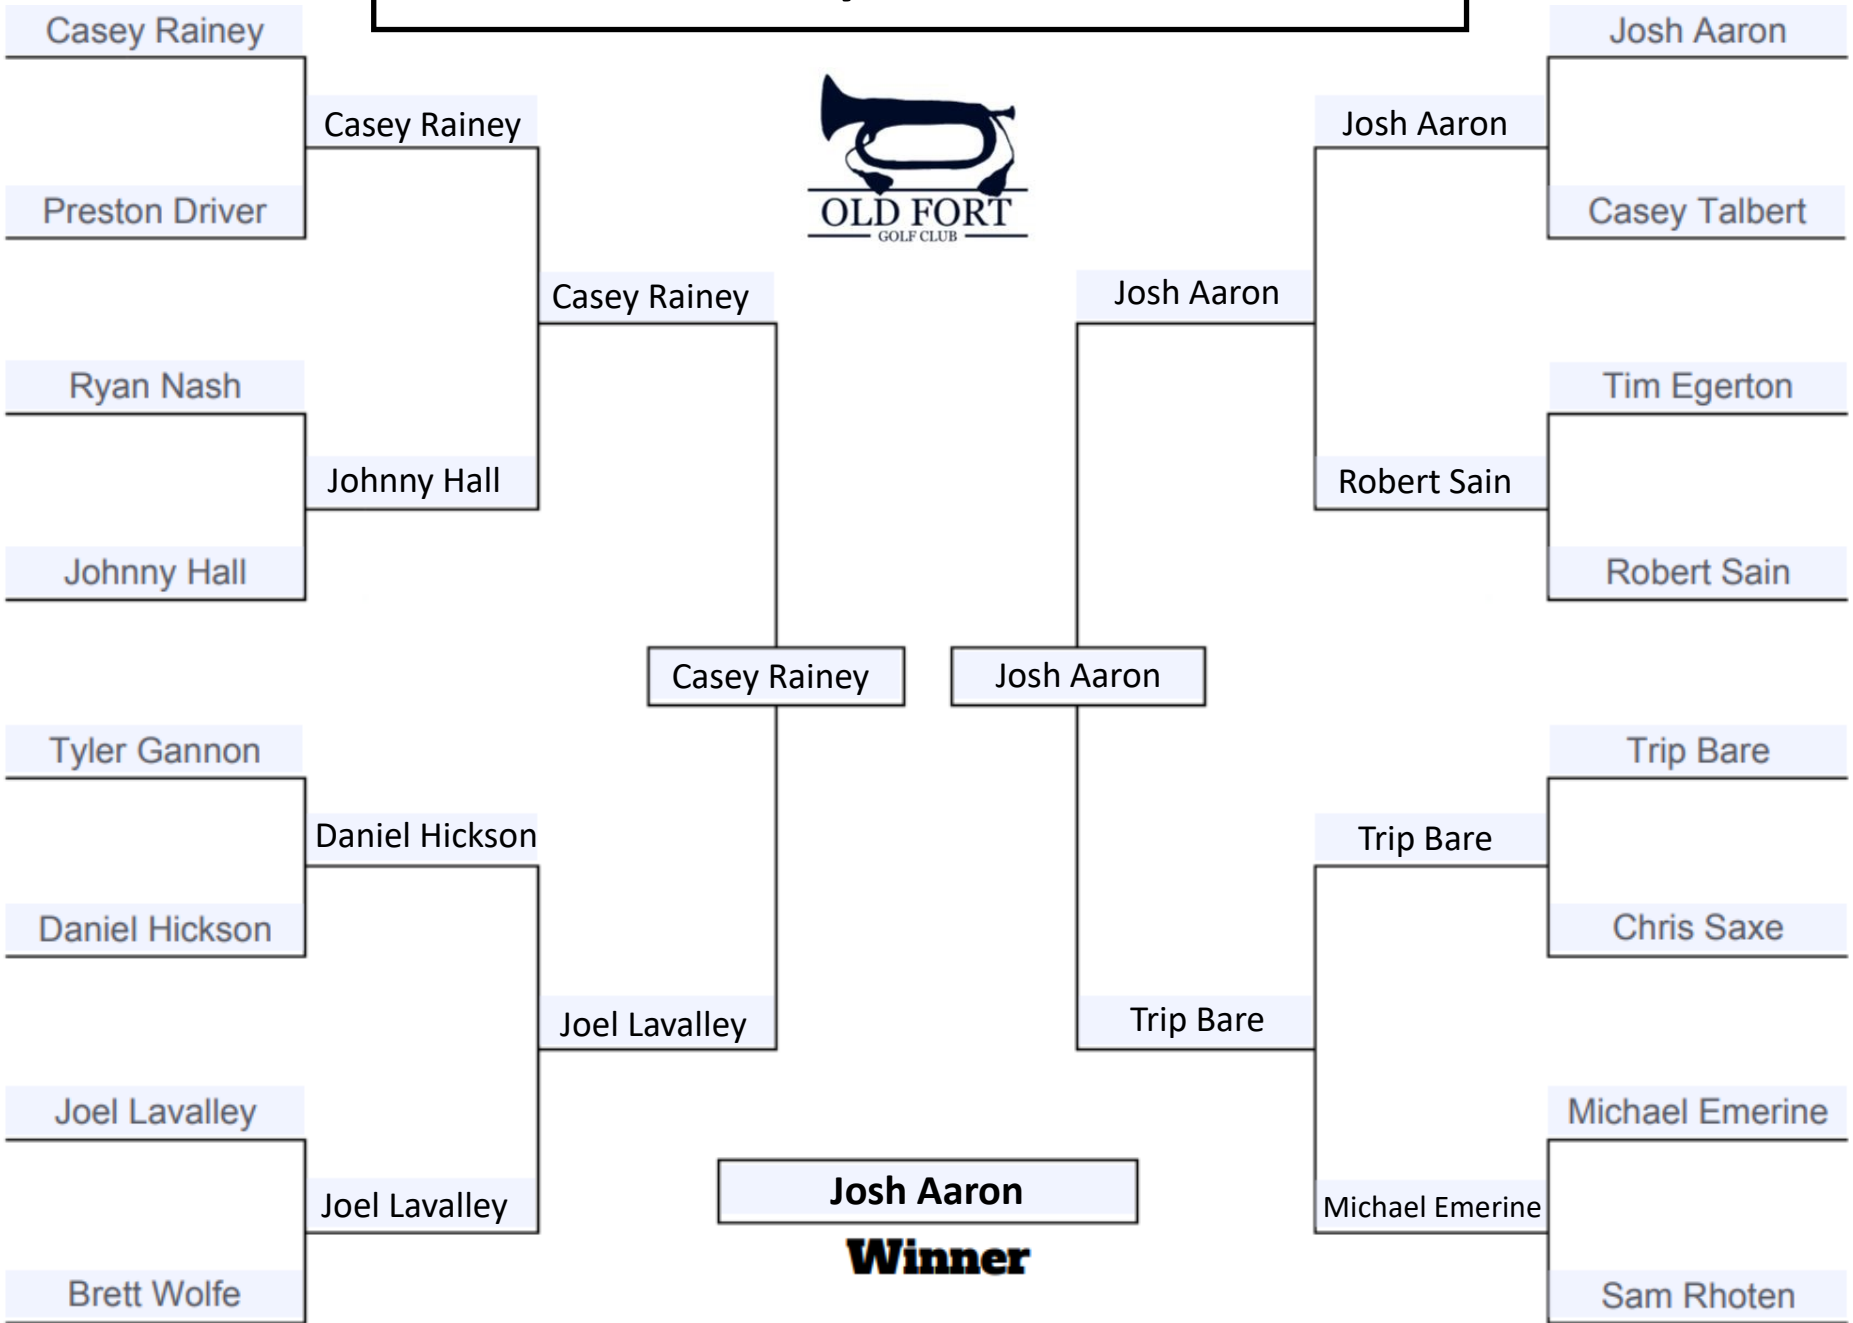 Casey Rainey
Preston Driver
Ryan Nash
Johnny Hall
Tyler Gannon
Daniel Hickson
Joel Lavalley
Brett Wolfe
Casey Rainey
Johnny Hall
Daniel Hickson
Joel Lavalley
Casey Rainey
Joel Lavalley
Casey Rainey
OLD FORT
GOLF CLUB
Josh Aaron
Josh Aaron
Winner
Josh Aaron
Trip Bare
Josh Aaron
Robert Sain
Trip Bare
Michael Emerine
Josh Aaron
Casey Talbert
Tim Egerton
Robert Sain
Trip Bare
Chris Saxe
Michael Emerine
Sam Rhoten